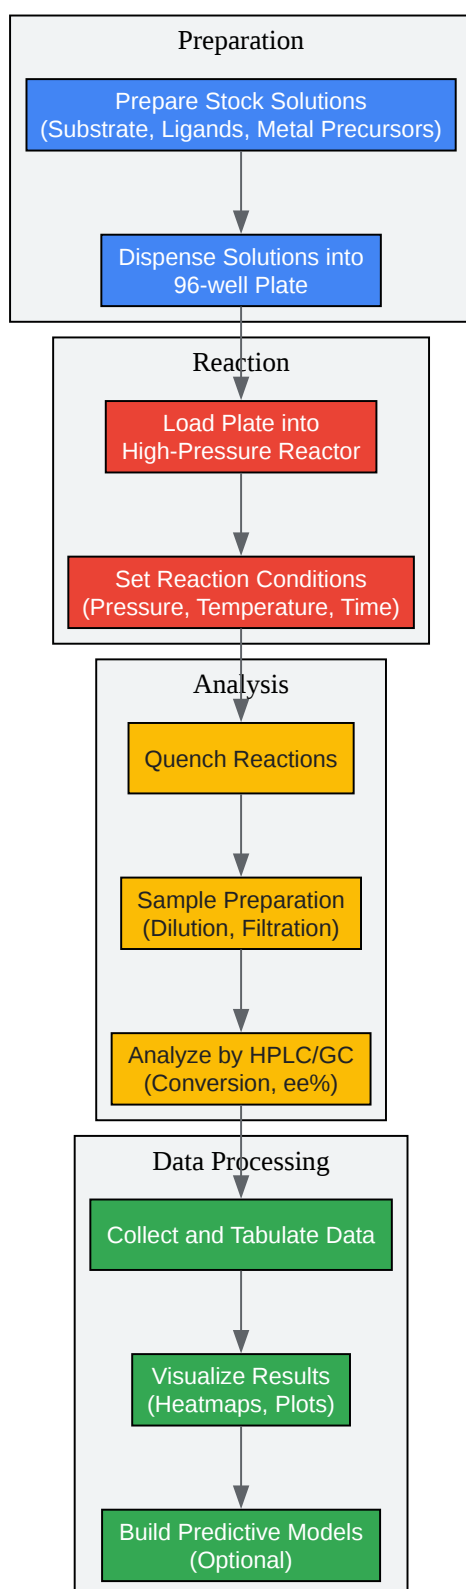 Preparation
Prepare Stock Solutions
(Substrate, Ligands, Metal Precursors)
Dispense Solutions into
96-well Plate
Reaction
Load Plate into
High-Pressure Reactor
Set Reaction Conditions
(Pressure, Temperature, Time)
Analysis
Quench Reactions
Sample Preparation
(Dilution, Filtration)
Analyze by HPLC/GC
(Conversion, ee%)
Data Processing
Collect and Tabulate Data
Visualize Results
(Heatmaps, Plots)
Build Predictive Models
(Optional)